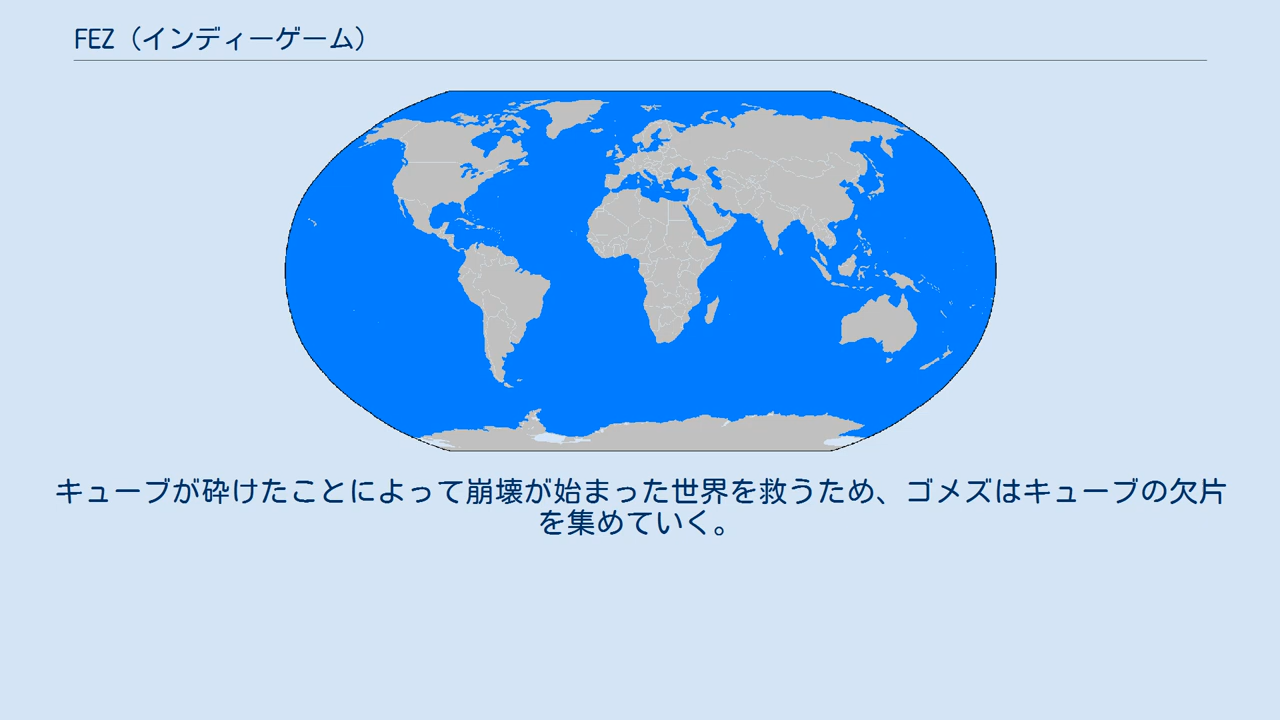 FEZ（インディーゲーム）
キューブが砕けたことによって崩壊が始まった世界を救うため、ゴメズはキューブの欠片
を集めていく。